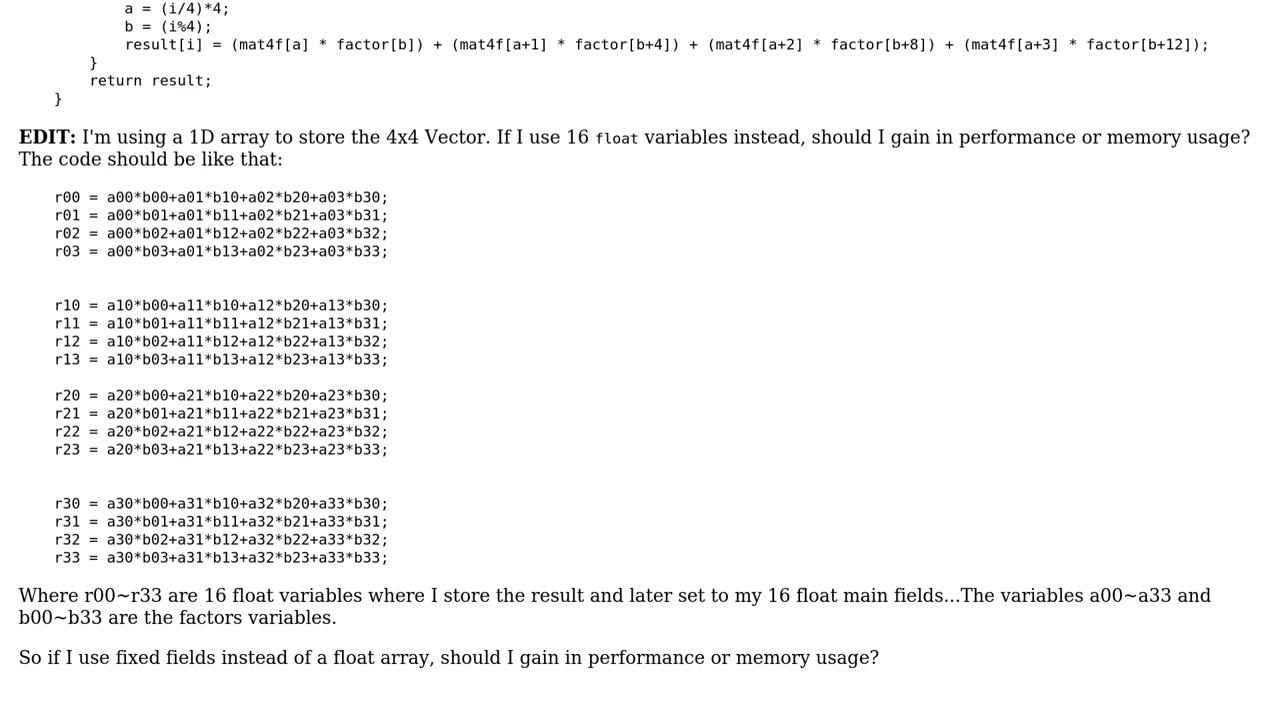 a = (i/4)*4;
b = (i%4);
result[i] = (mat4f[a] * factor[b]) + (mat4f[a+1] * factor[b+4]) + (mat4f[a+2] * factor[b+8]) + (mat4f[a+3] * factor[b+12]);
}
return result;
}
EDIT: I'm using a 1D array to store the 4x4 Vector. If I use 16 float variables instead, should I gain in performance or memory usage?
The code should be like that:
r00 = a00*b00+a01*b10+a02*b20+a03*b30;
r01 = a00*b01+a01*b11+a02*b21+a03*b31;
r02 = a00*b02+a01*b12+a02*b22+a03*b32;
r03 = a00*b03+a01*b13+a02*b23+a03*b33;
r10 = a10*b00+a11*b10+a12*b20+a13*b30;
r11 = a10*b01+a11*b11+a12*b21+a13*b31;
r12 = a10*b02+a11*b12+a12*b22+a13*b32;
r13 = a10*b03+a11*b13+a12*b23+a13*b33;
r20 = a20*b00+a21*b10+a22*b20+a23*b30;
r21 = a20*b01+a21*b11+a22*b21+a23*b31;
r22 = a20*b02+a21*b12+a22*b22+a23*b32;
r23 = a20*b03+a21*b13+a22*b23+a23*b33;
r30 = a30*b00+a31*b10+a32*b20+a33*b30;
r31 = a30*b01+a31*b11+a32*b21+a33*b31;
r32 = a30*b02+a31*b12+a32*b22+a33*b32;
r33 = a30*b03+a31*b13+a32*b23+a33*b33;
Where r00~r33 are 16 float variables where I store the result and later set to my 16 float main fields...The variables a00~a33 and
b00~b33 are the factors variables.
So if I use fixed fields instead of a float array, should I gain in performance or memory usage?